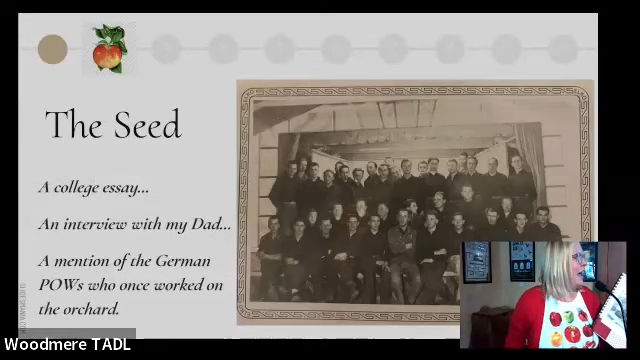 The Seed
A college essay...
An interview with my Dad...
A mention of the German
POWs who once worked on
the orchard.
Woodmere TADL